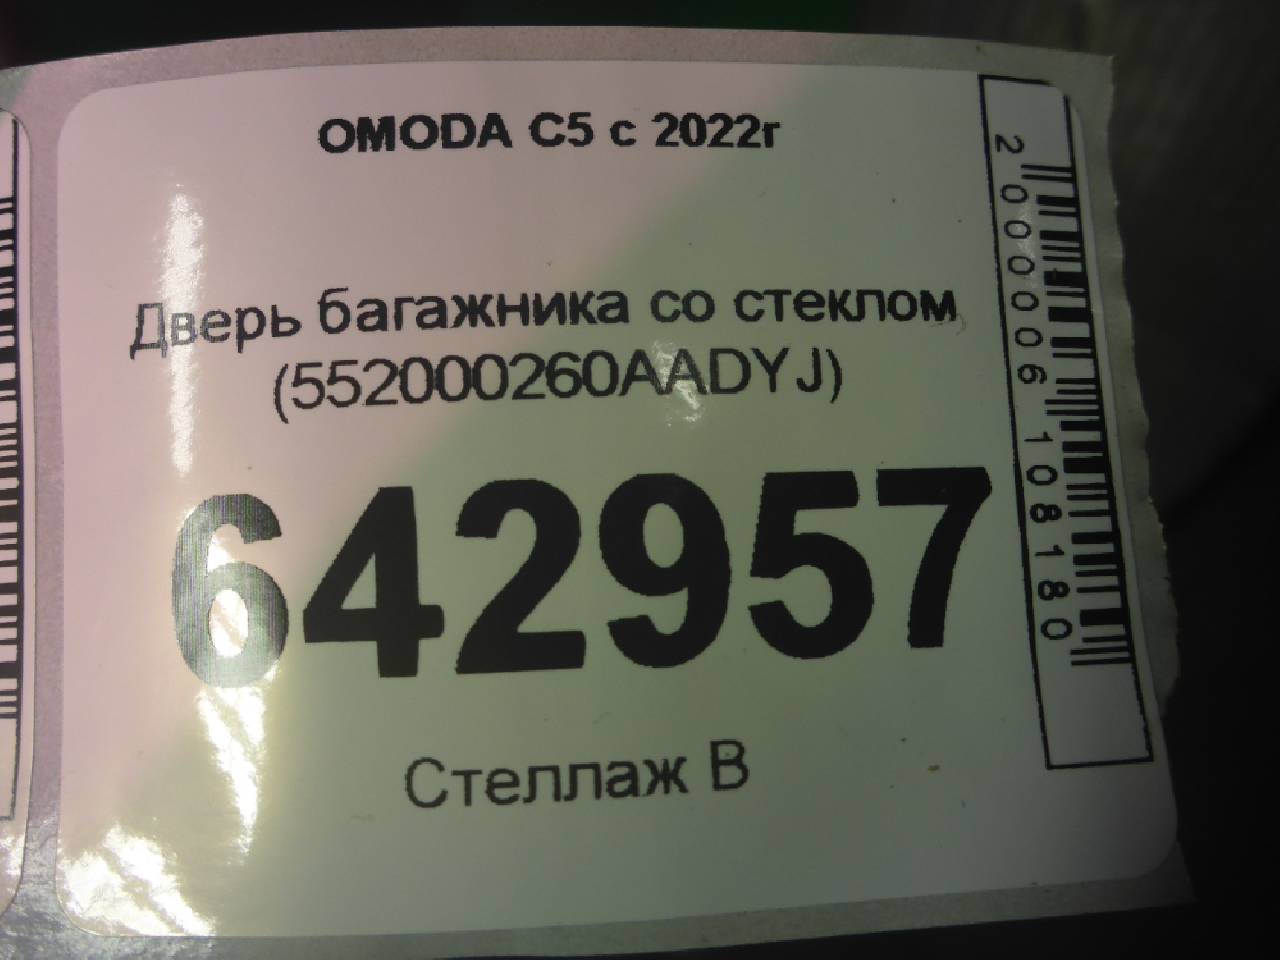 OMODA C5 с 2022г
Дверь багажника со стеклом
(552000260AADYJ)
642957
Стеллаж В
2000006108180